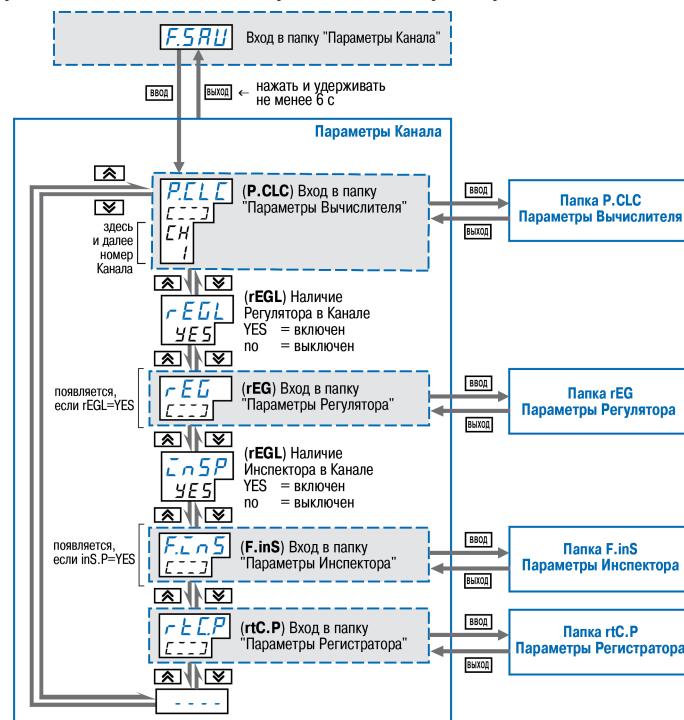 F.SAU
Вход в папку "Параметры Канала"
ВВОД
ВЫХОД
← нажать и удерживать
не менее 6 с
Параметры Канала
P.CLC
[---]
CH
1
(P.CLC) Вход в папку
"Параметры Вычислителя"
ВВОД
ВЫХОД
Папка P.CLC
Параметры Вычислителя
здесь
и далее
номер
Канала
rEGL
YES
(rEGL) Наличие
Регулятора в Канале
YES = включен
no = выключен
появляется,
если rEGL=YES
rEG
[---]
(rEG) Вход в папку
"Параметры Регулятора"
ВВОД
ВЫХОД
Папка rEG
Параметры Регулятора
inSP
YES
(rEGL) Наличие
Инспектора в Канале
YES = включен
no = выключен
появляется,
если inS.P=YES
F.inS
[---]
(F.inS) Вход в папку
"Параметры Инспектора"
ВВОД
ВЫХОД
Папка F.inS
Параметры Инспектора
rtC.P
[---]
(rtC.P) Вход в папку
"Параметры Регистратора"
ВВОД
ВЫХОД
Папка rtC.P
Параметры Регистратора
----